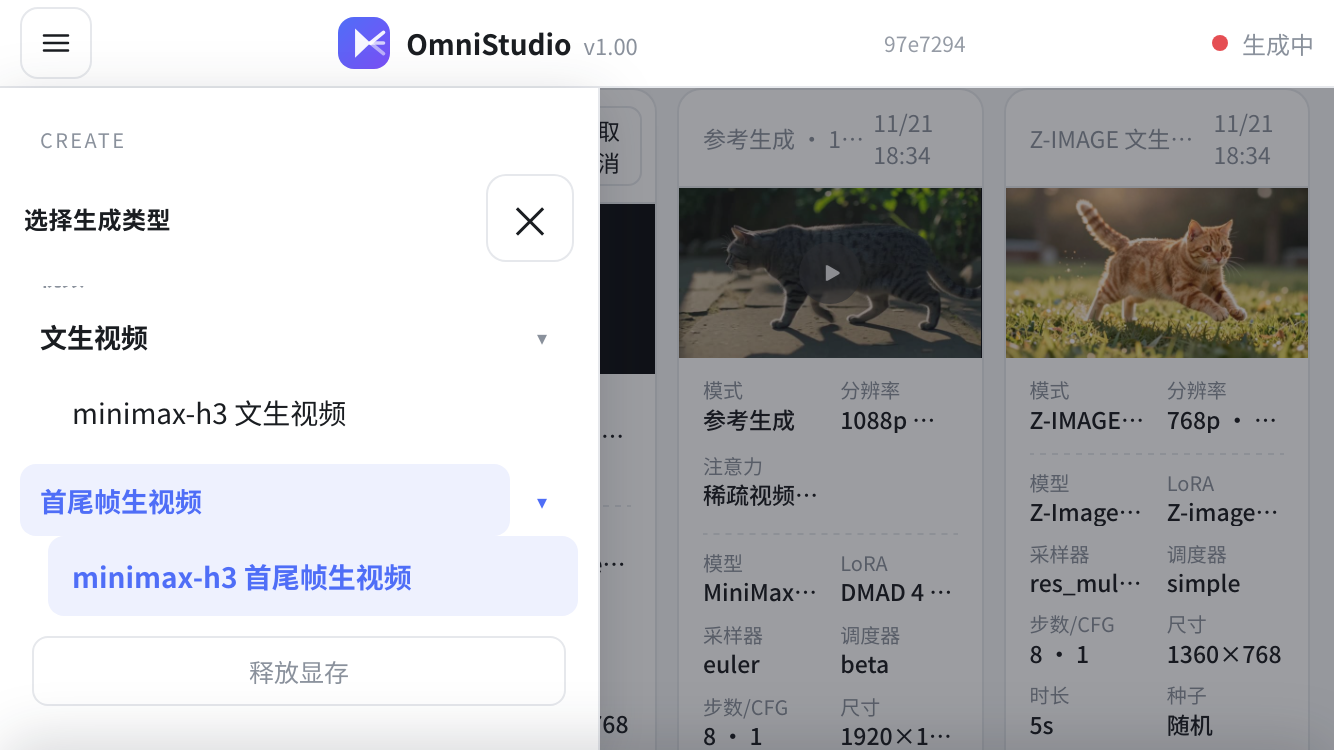 OmniStudio v1.00
97e7294
生成中
CREATE
选择生成类型
文生视频
minimax-h3 文生视频
首尾帧生视频
minimax-h3 首尾帧生视频
释放显存
取
消
…
…
768
参考生成 · 1…
11/21
18:34
模式
分辨率
参考生成
1088p …
注意力
稀疏视频…
模型
LoRA
MiniMax…
DMAD 4 …
采样器
调度器
euler
beta
步数/CFG
尺寸
8 · 1
1920×1…
Z-IMAGE 文生…
11/21
18:34
模式
分辨率
Z-IMAGE…
768p · …
模型
LoRA
Z-Image…
Z-image…
采样器
调度器
res_mul…
simple
步数/CFG
尺寸
8 · 1
1360×768
时长
种子
5s
随机